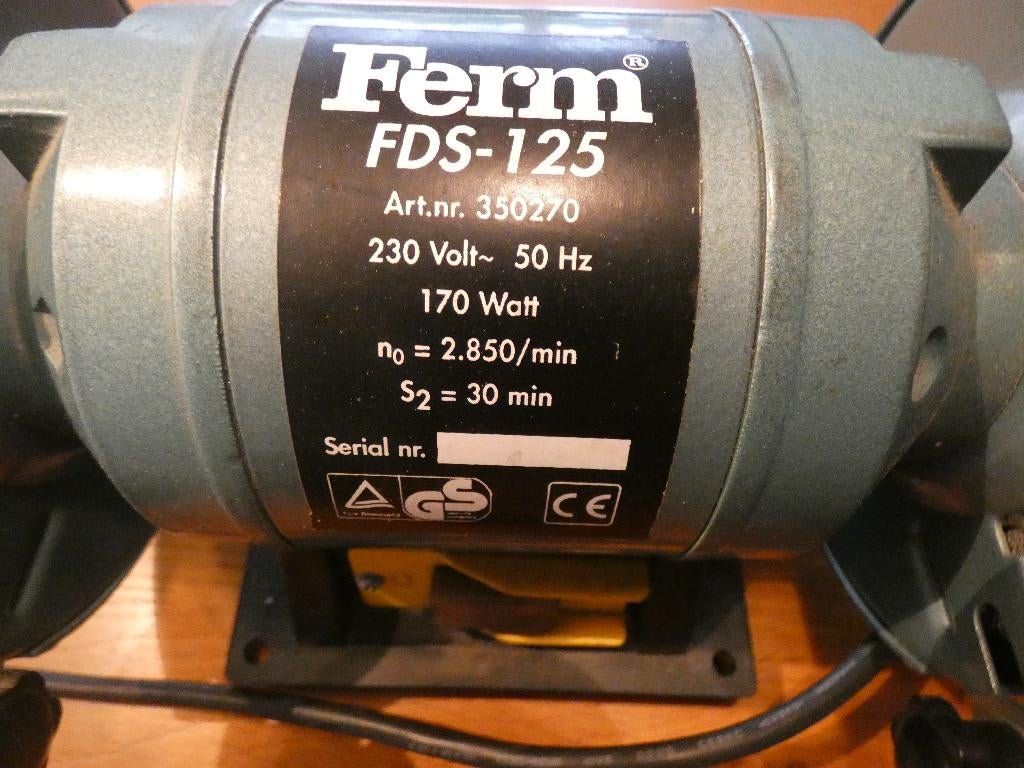 Ferm®
FDS-125
Art.nr. 350270
230 Volt~ 50 Hz
170 Watt
n₀ = 2.850/min
S₂ = 30 min
Serial nr.
GS
CE